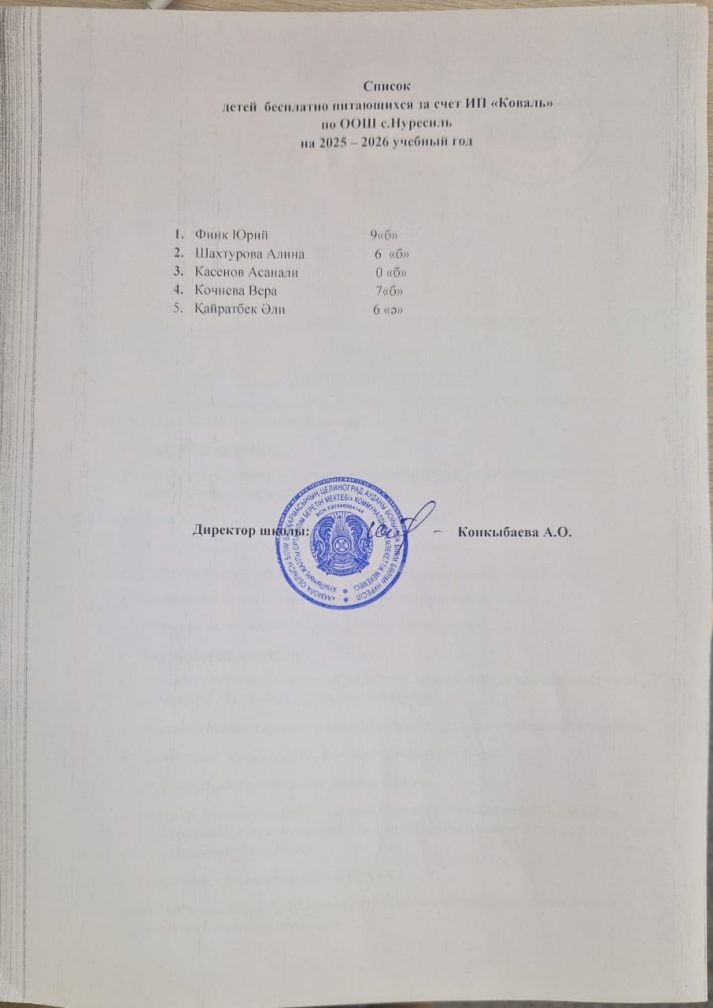 Список
детей бесплатно питающихся за счет ИП «Коваль»
по ООШ с.Нуресиль
на 2025 – 2026 учебный год
1. Финк Юрий 9«б»
2. Шахтурова Алина 6 «б»
3. Касенов Асанали 0 «б»
4. Кочнева Вера 7«б»
5. Қайратбек Әли 6 «ә»
Директор школы: Конкыбаева А.О.